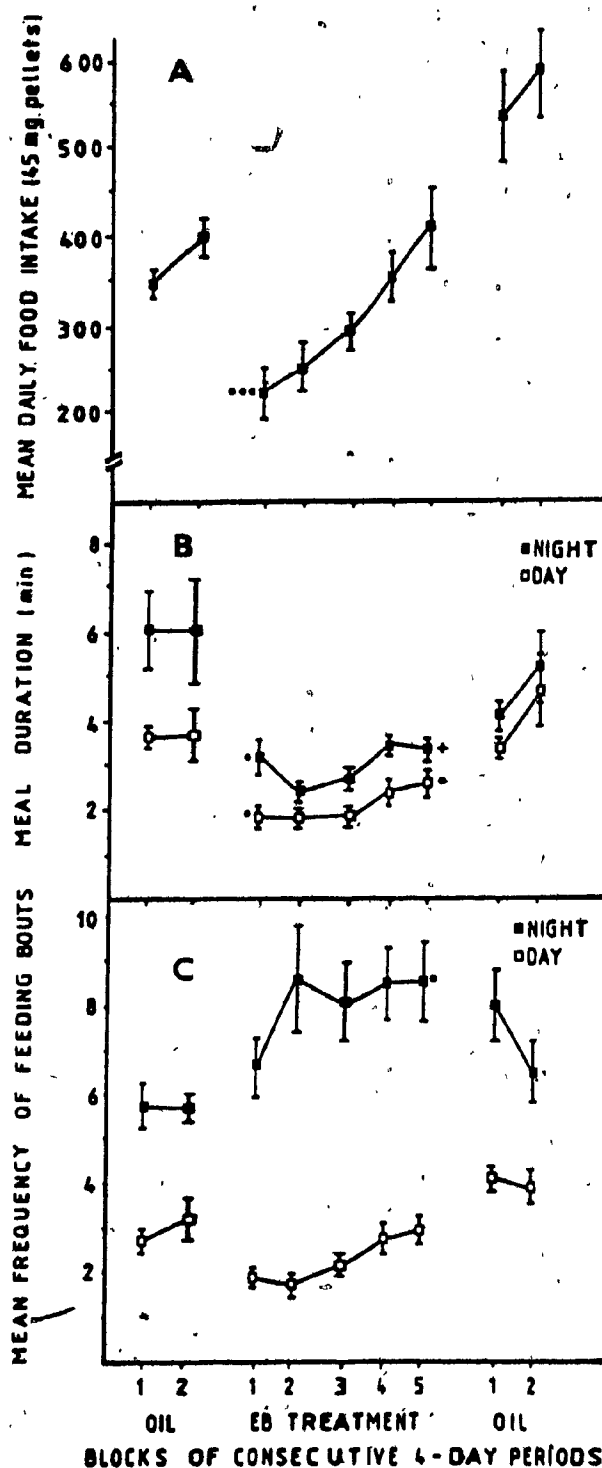 MEAN DAILY FOOD INTAKE (45 mg. pellets)
A
600
500
400
300
200
MEAL DURATION (min)
B
8
6
4
2
NIGHT
DAY
MEAN FREQUENCY OF FEEDING BOUTS
C
10
8
6
4
2
NIGHT
DAY
1 2 1 2 3 4 5 1 2
OIL EB TREATMENT OIL
BLOCKS OF CONSECUTIVE 4-DAY PERIODS